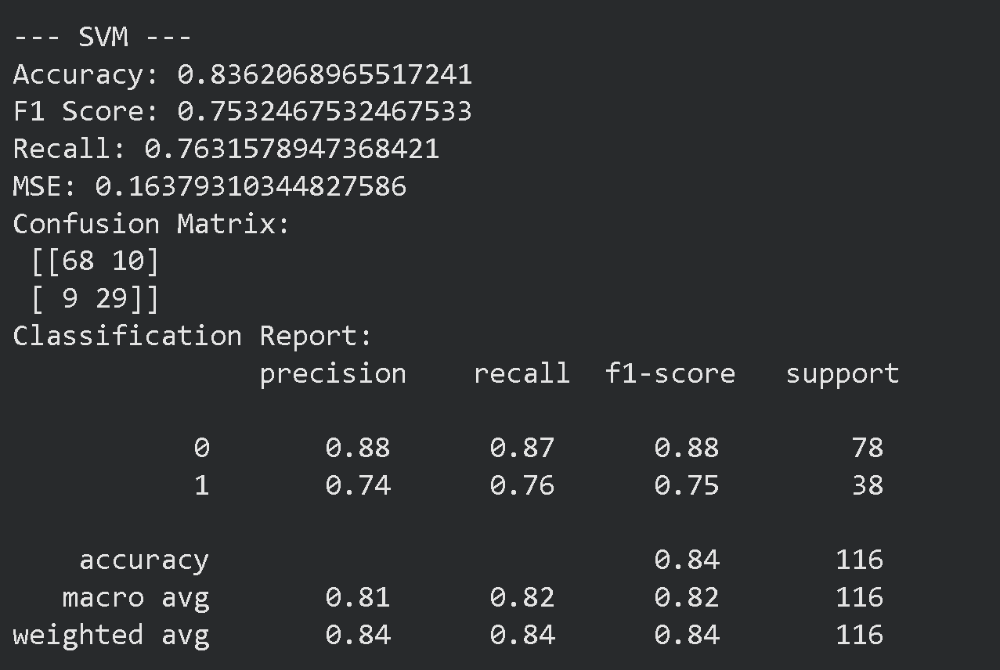 --- SVM ---
Accuracy: 0.8362068965517241
F1 Score: 0.7532467532467533
Recall: 0.7631578947368421
MSE: 0.16379310344827586
Confusion Matrix:
 [[68 10]
 [ 9 29]]
Classification Report:
               precision    recall  f1-score   support

           0       0.88      0.87      0.88        78
           1       0.74      0.76      0.75        38

    accuracy                           0.84       116
   macro avg       0.81      0.82      0.82       116
weighted avg       0.84      0.84      0.84       116